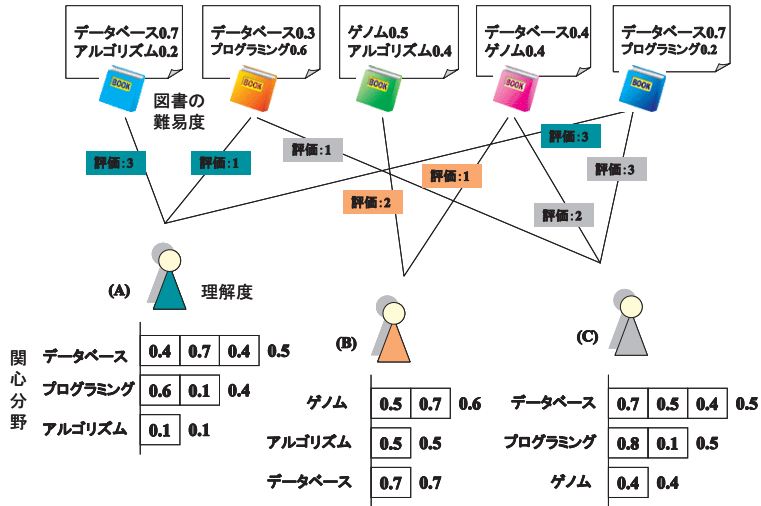 データベース0.7
アルゴリズム0.2
データベース0.3
プログラミング0.6
ゲノム0.5
アルゴリズム0.4
データベース0.4
ゲノム0.4
データベース0.7
プログラミング0.2
BOOK
BOOK
BOOK
BOOK
BOOK
図書の
難易度
評価:3
評価:1
評価:1
評価:2
評価:1
評価:2
評価:3
評価:3
(A)
理解度
関心分野
データベース 0.4 0.7 0.4 0.5
プログラミング 0.6 0.1 0.4
アルゴリズム 0.1 0.1
(B)
ゲノム 0.5 0.7 0.6
アルゴリズム 0.5 0.5
データベース 0.7 0.7
(C)
データベース 0.7 0.5 0.4 0.5
プログラミング 0.8 0.1 0.5
ゲノム 0.4 0.4